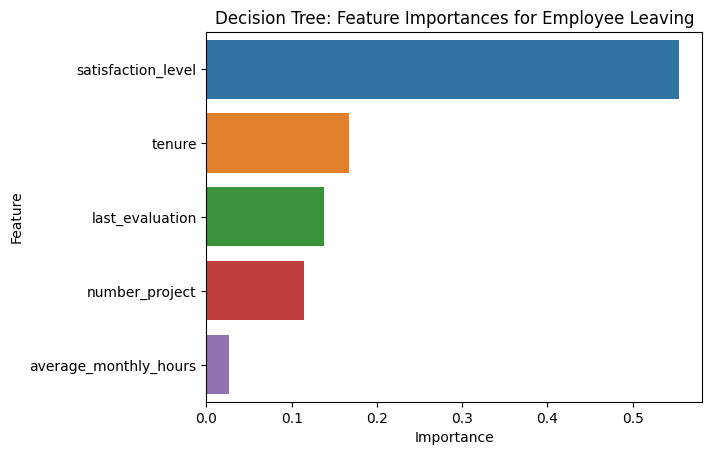 Decision Tree: Feature Importances for Employee Leaving
satisfaction_level
tenure
last_evaluation
number_project
average_monthly_hours
Feature
0.0 0.1 0.2 0.3 0.4 0.5
Importance